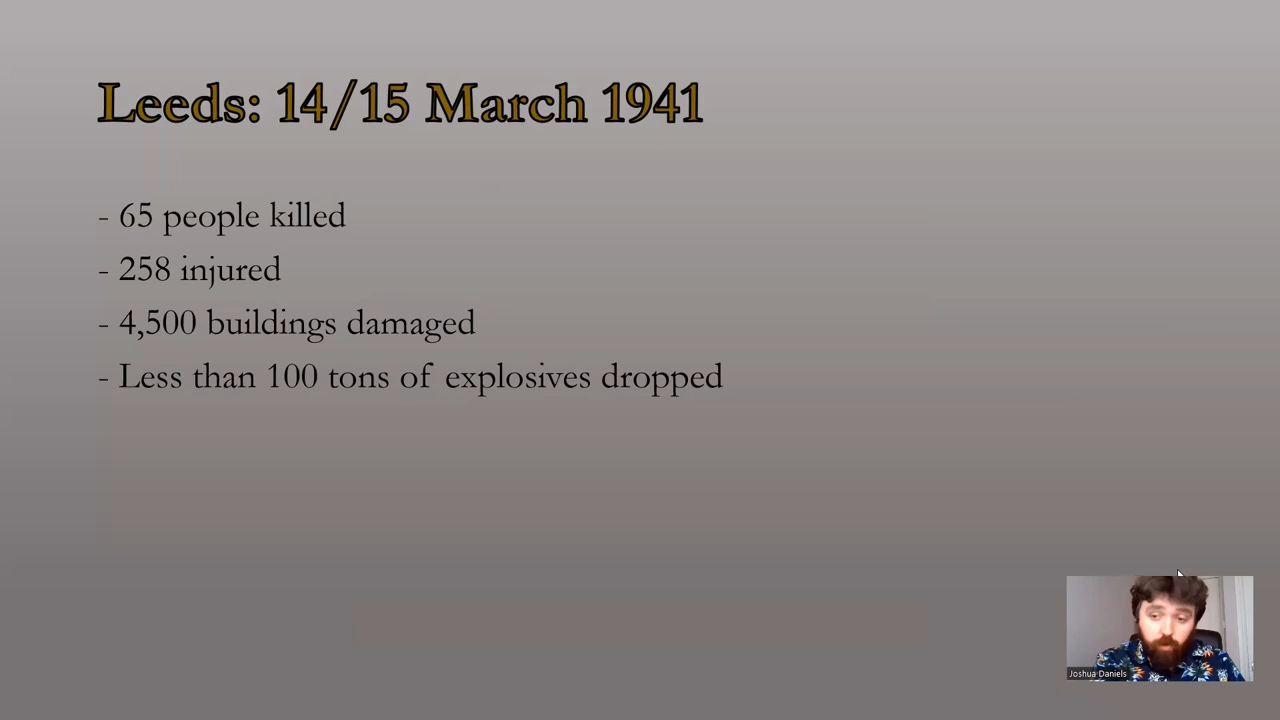 Leeds: 14/15 March 1941
- 65 people killed
- 258 injured
- 4,500 buildings damaged
- Less than 100 tons of explosives dropped
Joshua Daniels